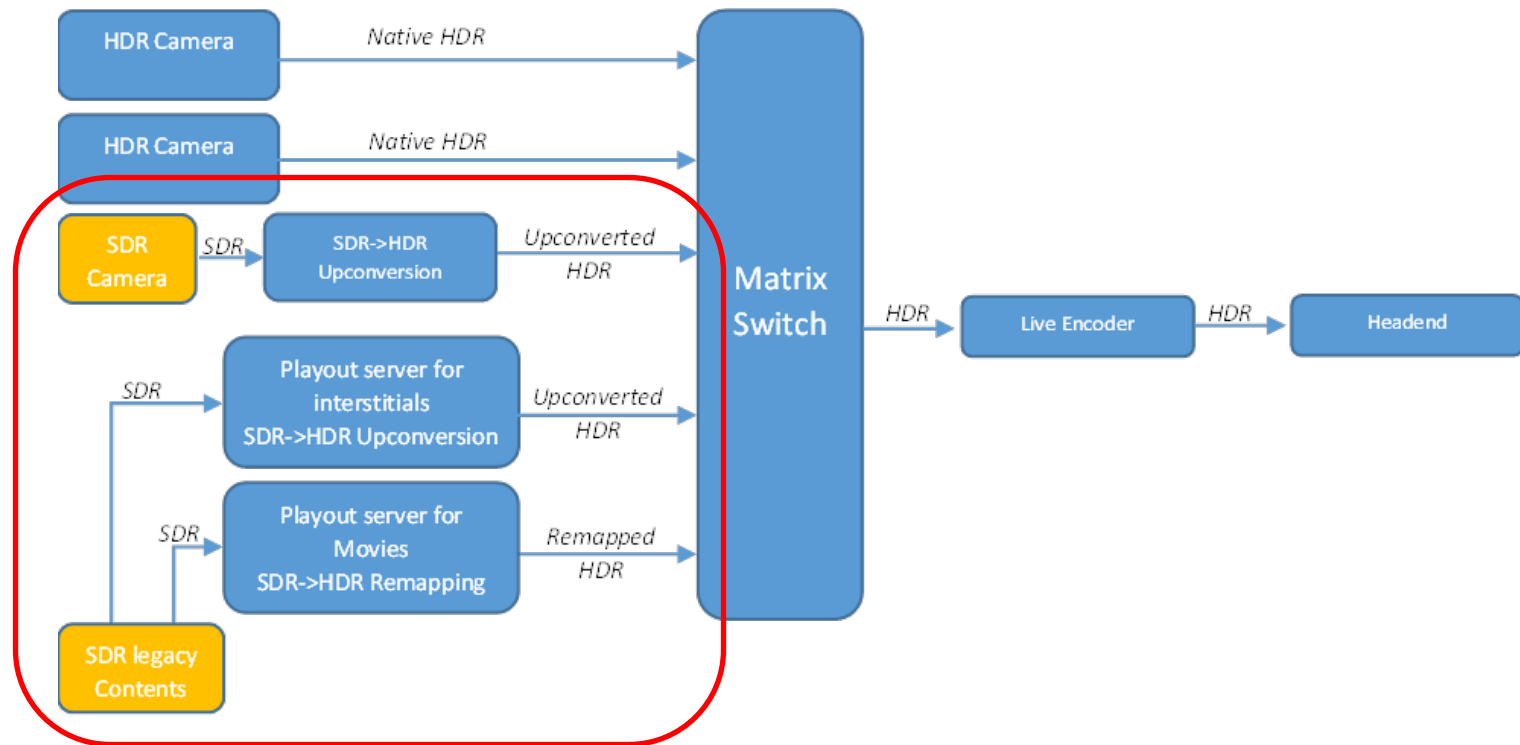 HDR Camera
Native HDR
HDR Camera
Native HDR
SDR
Camera
SDR
SDR->HDR
Upconversion
Upconverted
HDR
Matrix
Switch
HDR
Live Encoder
HDR
Headend
SDR
Playout server for
interstitials
SDR->HDR Upconversion
Upconverted
HDR
SDR
Playout server for
Movies
SDR->HDR Remapping
Remapped
HDR
SDR legacy
Contents